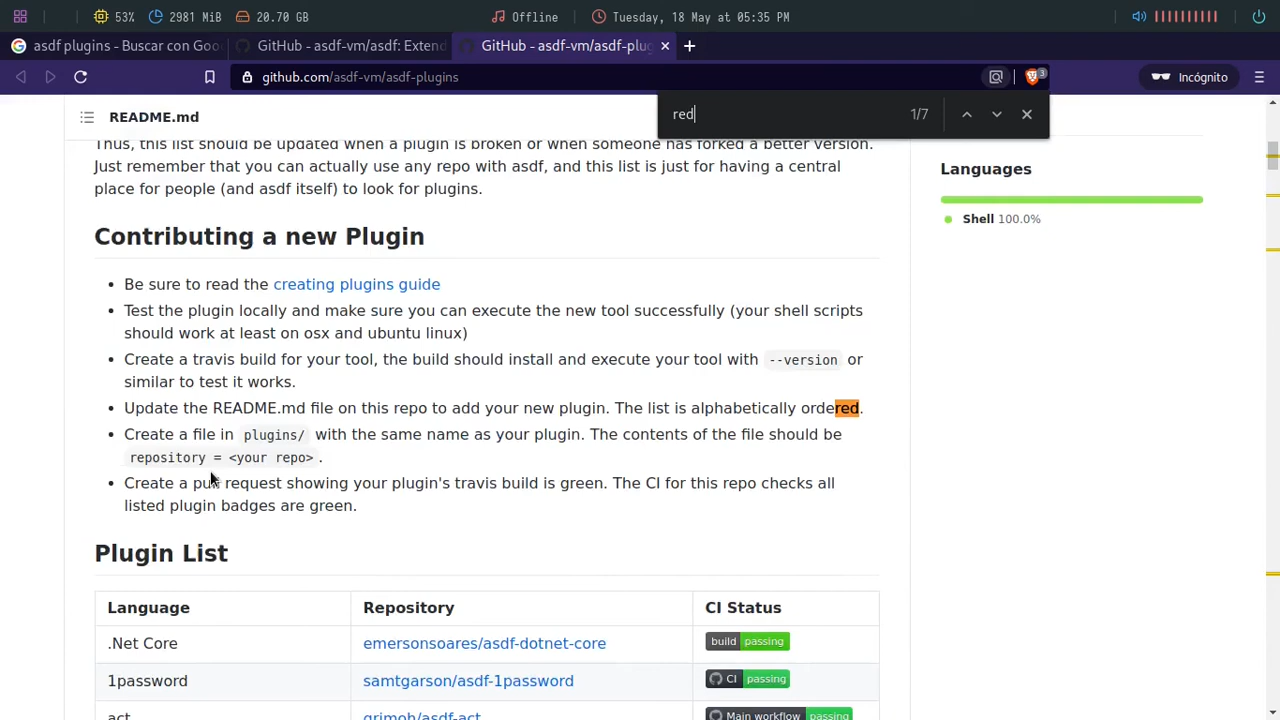 53%
2981 MiB
20.70 GB
Offline
Tuesday, 18 May at 05:35 PM
asdf plugins - Buscar con Goo
GitHub - asdf-vm/asdf: Extend
GitHub - asdf-vm/asdf-plug
github.com/asdf-vm/asdf-plugins
3
Incógnito
README.md
red
1/7
Thus, this list should be updated when a plugin is broken or when someone has forked a better version.
Just remember that you can actually use any repo with asdf, and this list is just for having a central
place for people (and asdf itself) to look for plugins.
Languages
Shell 100.0%
Contributing a new Plugin
• Be sure to read the creating plugins guide
• Test the plugin locally and make sure you can execute the new tool successfully (your shell scripts
should work at least on osx and ubuntu linux)
• Create a travis build for your tool, the build should install and execute your tool with --version or
similar to test it works.
• Update the README.md file on this repo to add your new plugin. The list is alphabetically ordered.
• Create a file in plugins/ with the same name as your plugin. The contents of the file should be
repository = <your repo>.
• Create a pull request showing your plugin's travis build is green. The CI for this repo checks all
listed plugin badges are green.
Plugin List
Language Repository CI Status
.Net Core emersonsoares/asdf-dotnet-core build passing
1password samtgarson/asdf-1password CI passing
act grimoh/asdf-act Main workflow passing